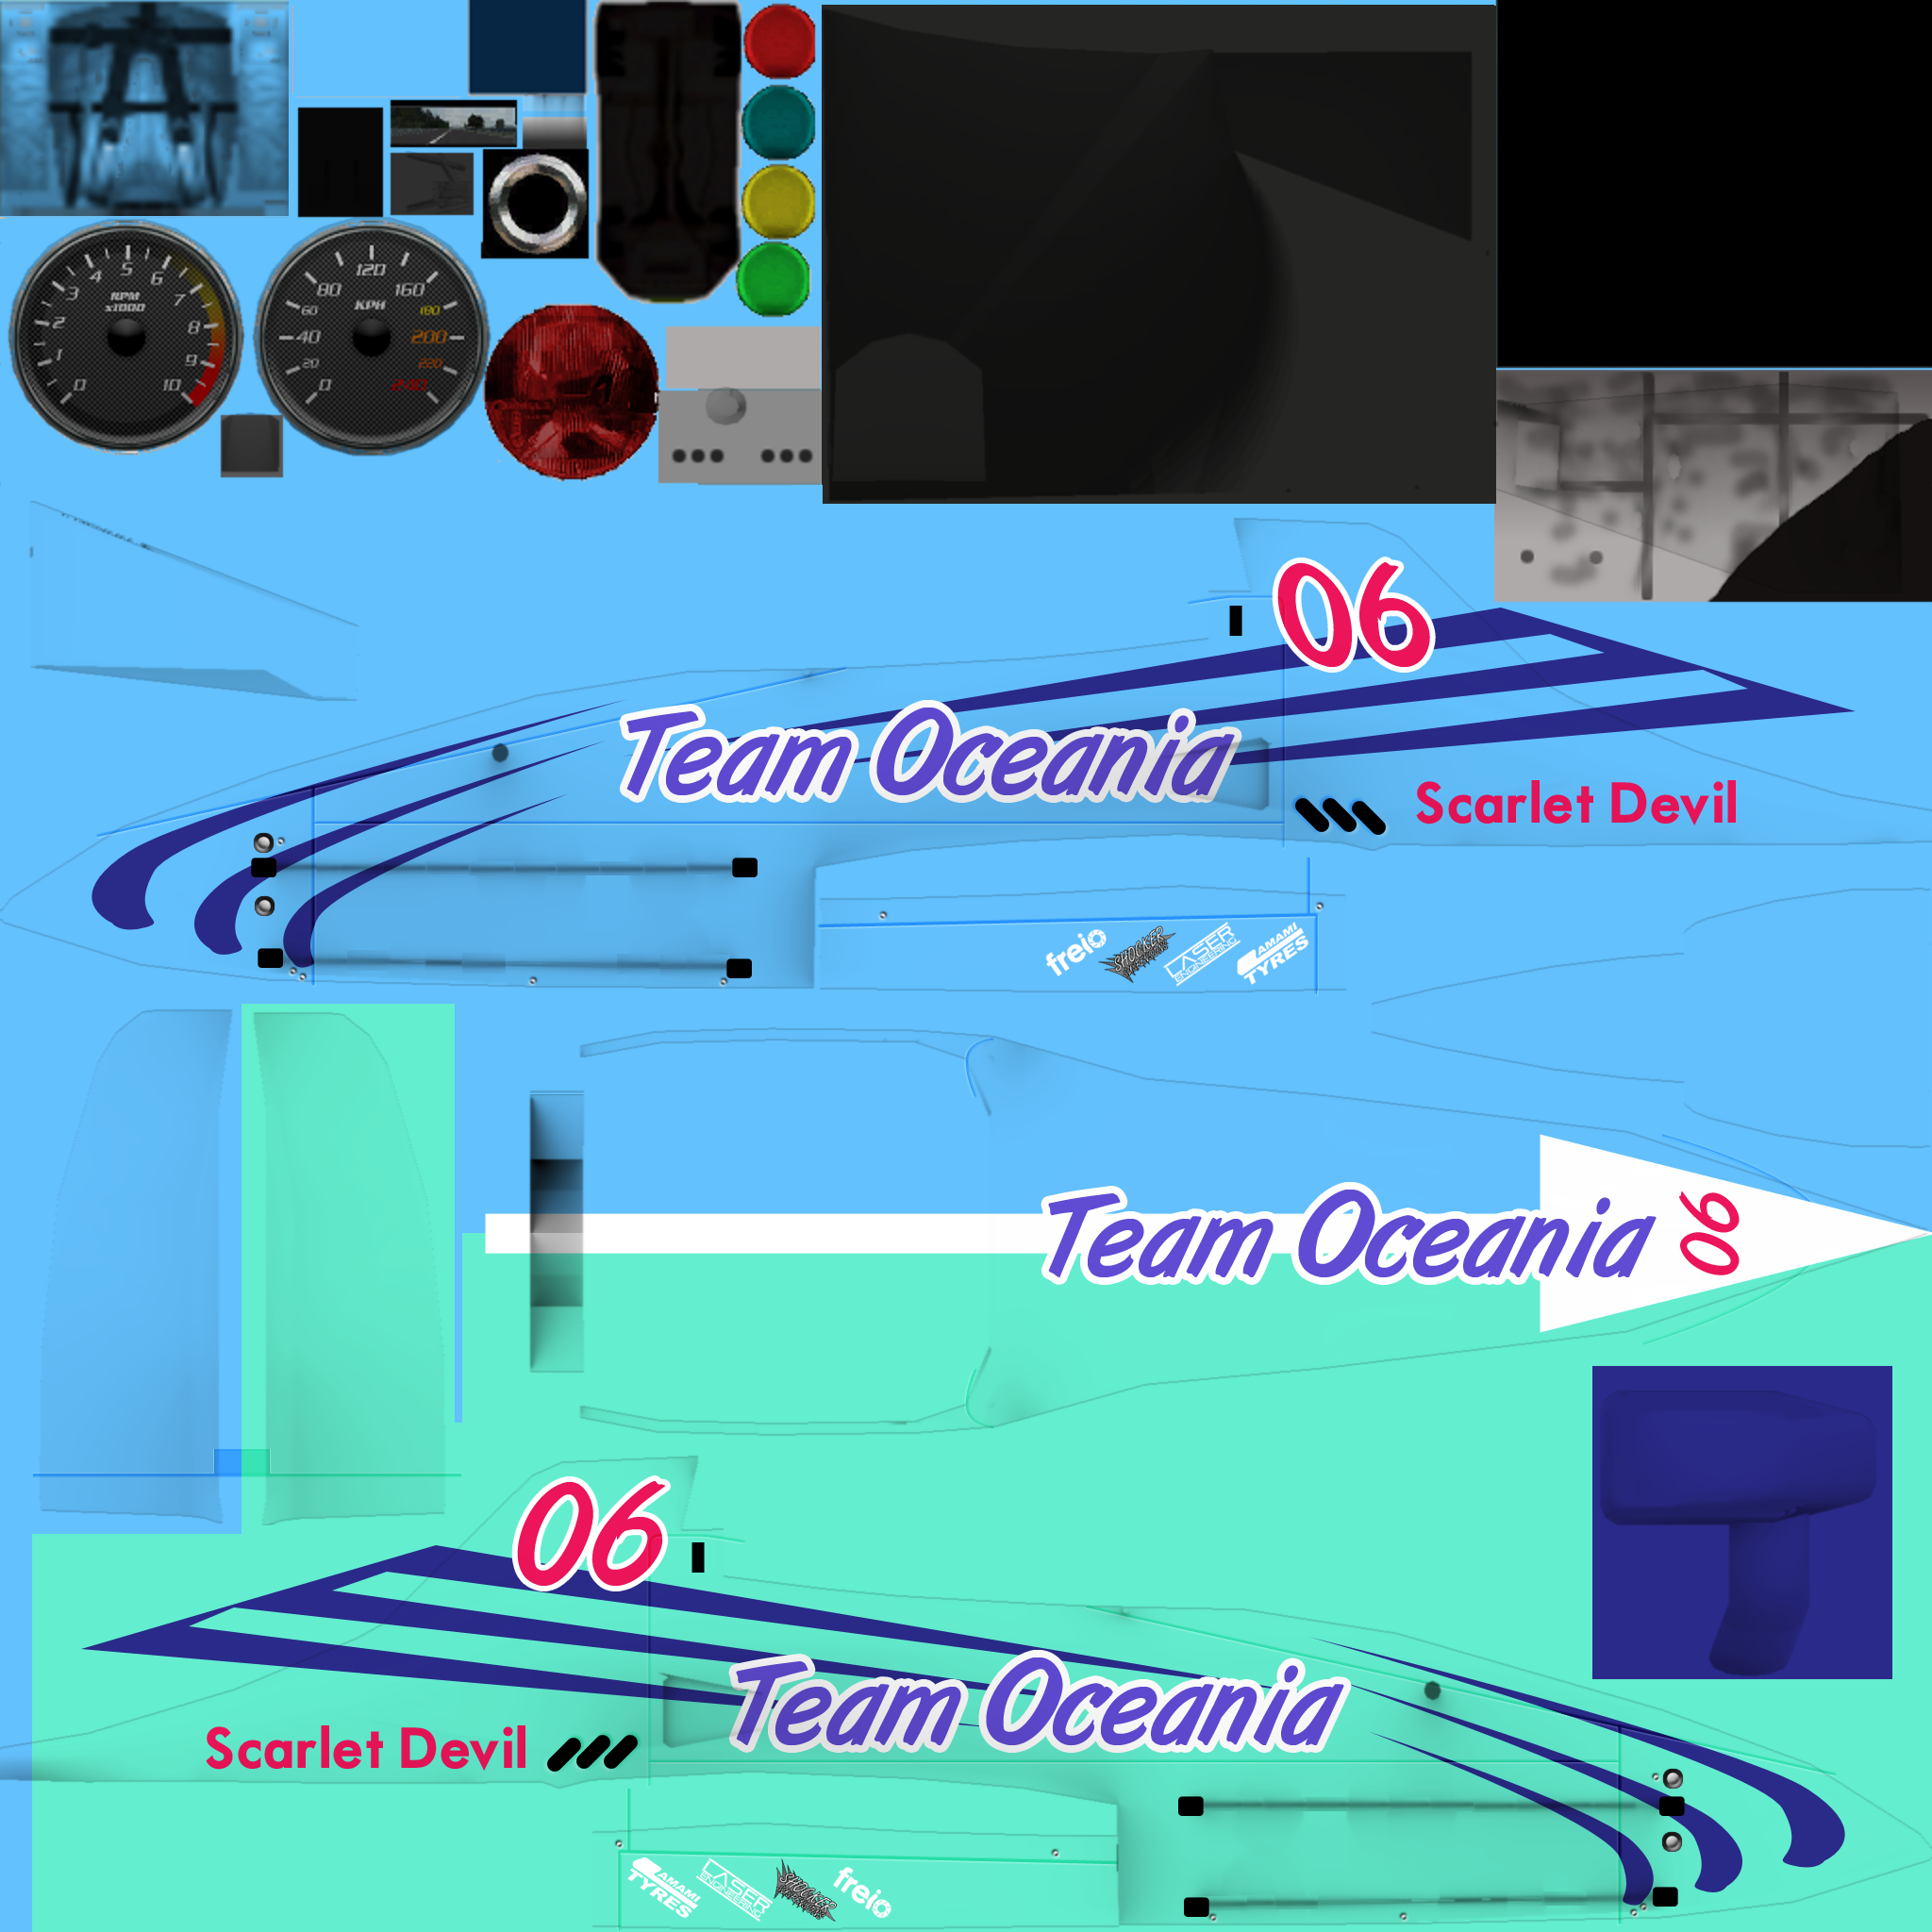 5
4 6
3 7
RPM
x1000
2 8
1 9
0 10
120
80 160
60 KPH 180
40 200
20 220
0 240
06
Team Oceania
Scarlet Devil
freio
SHOCKER
LASER
ENGINEERING
AMAMI
TYRES
Team Oceania
06
06
Team Oceania
Scarlet Devil
AMAMI
TYRES
LASER
ENGINEERING
SHOCKER
freio